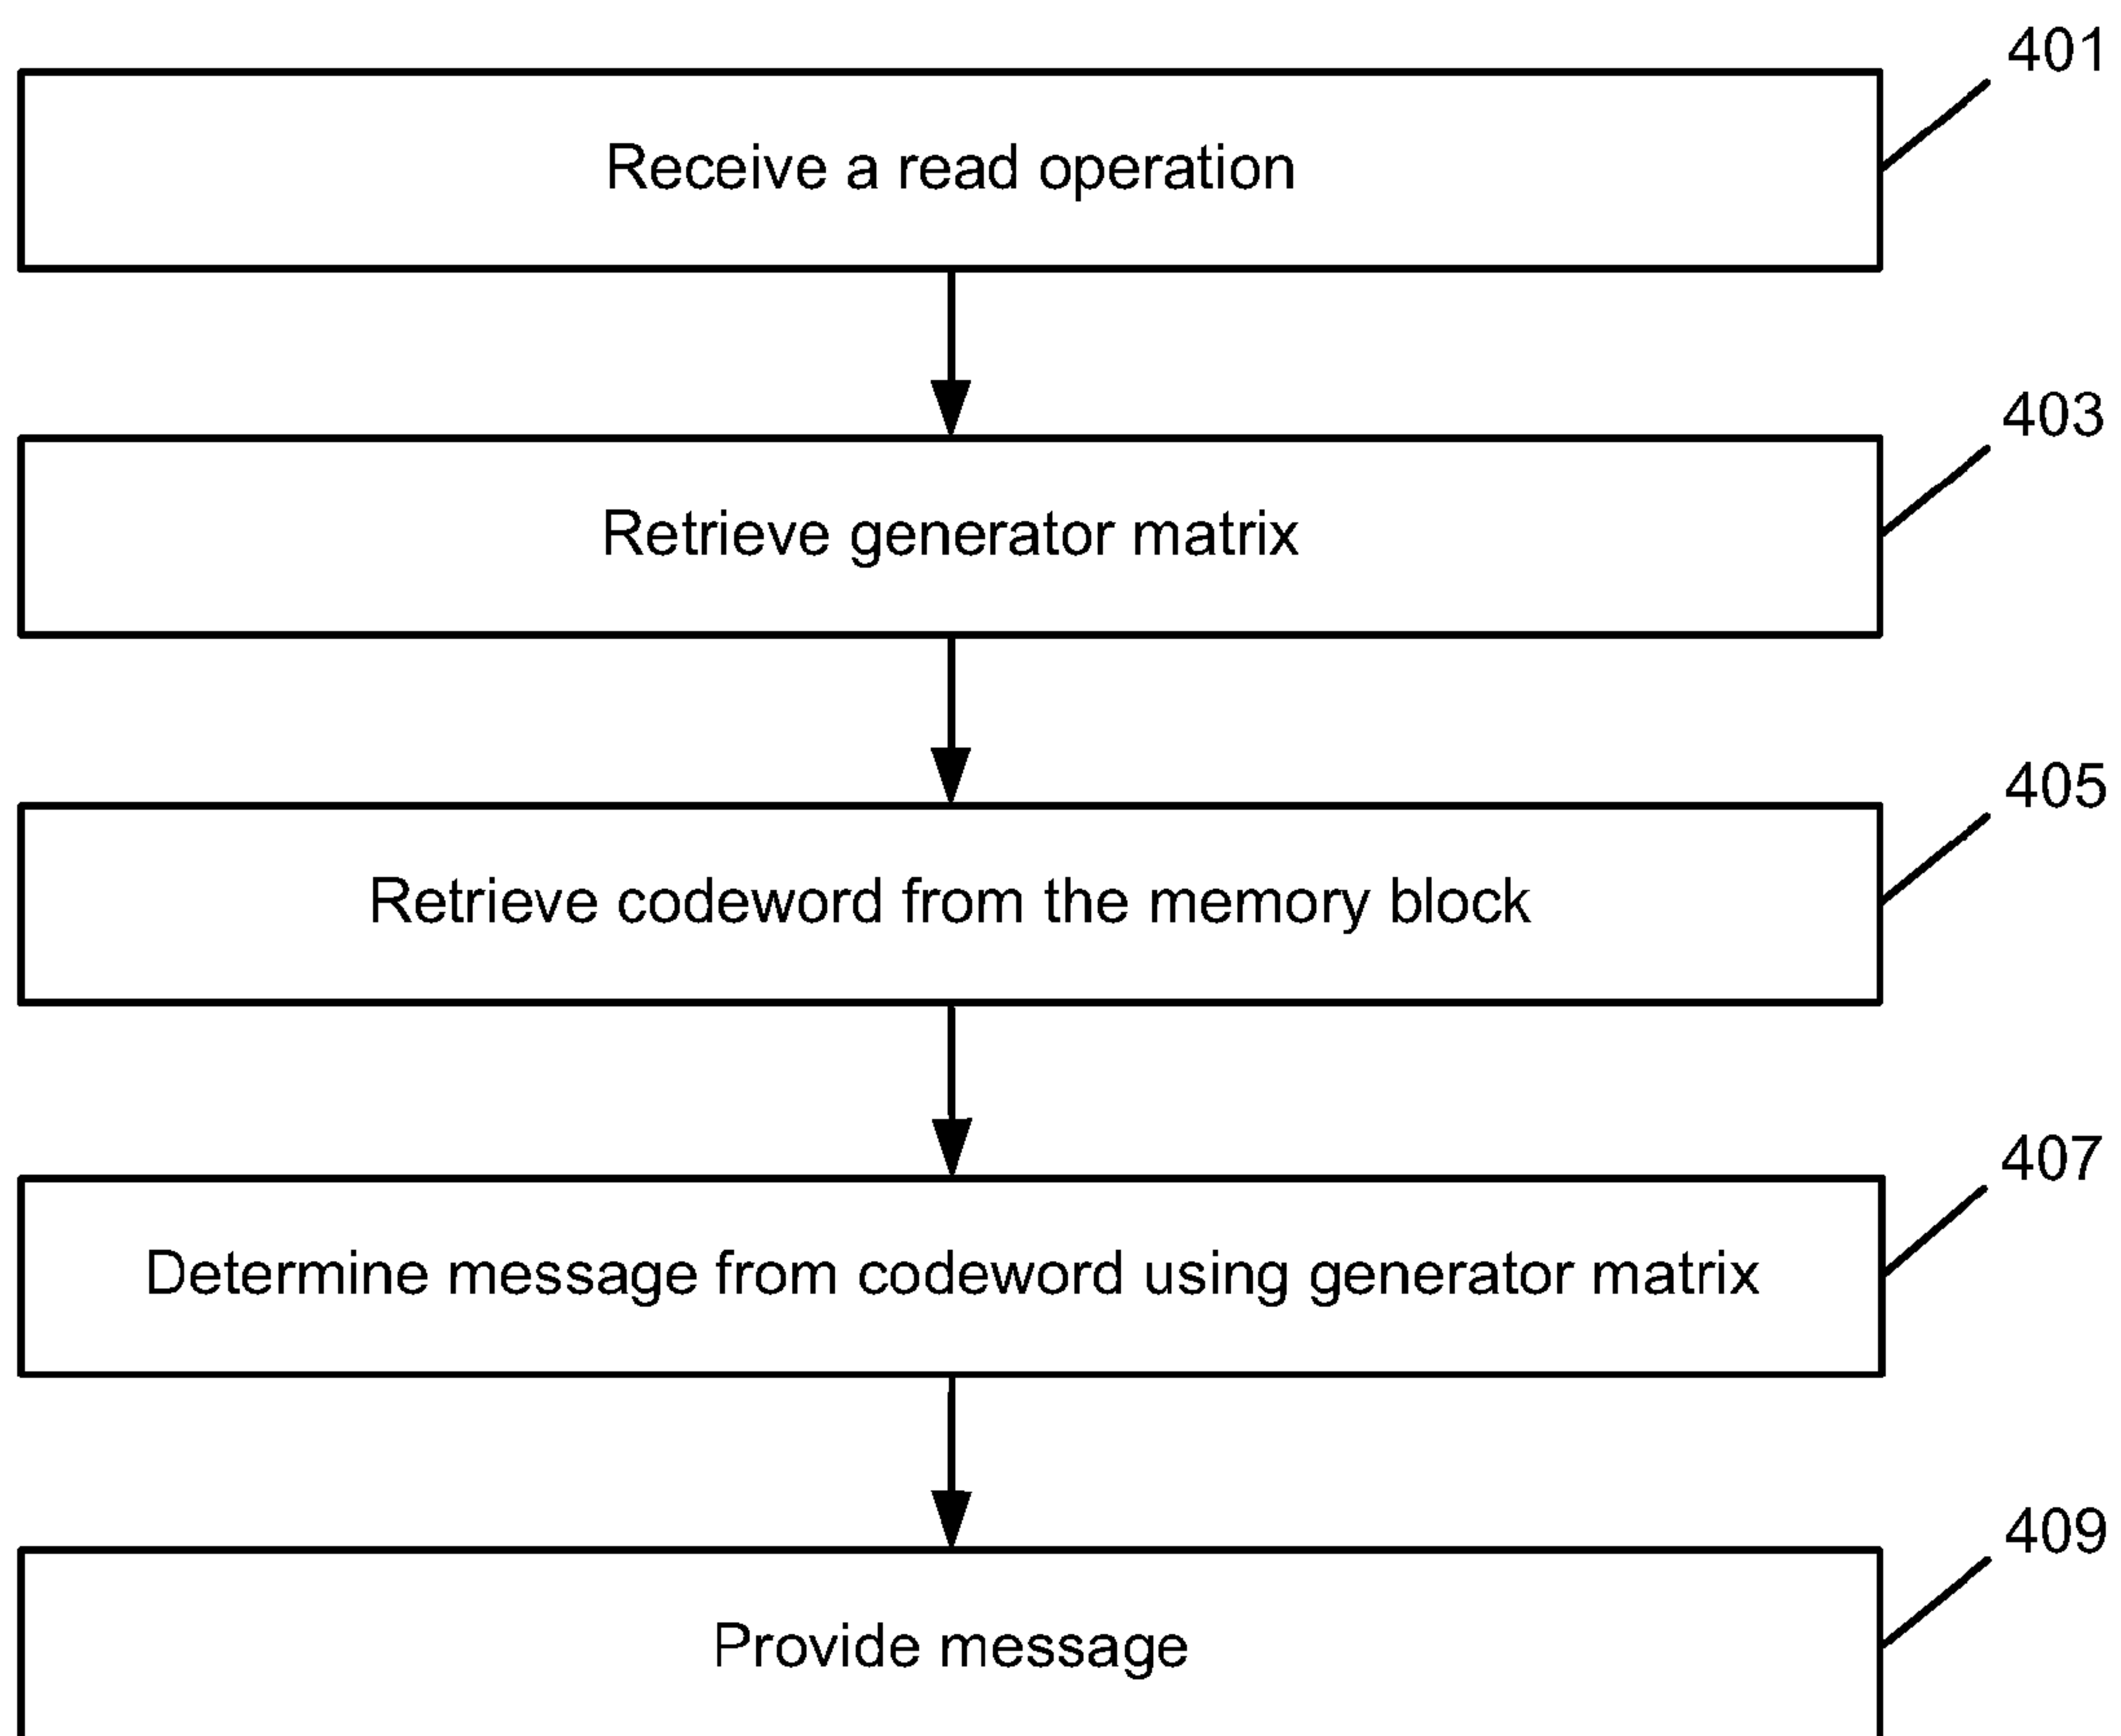 401
Receive a read operation
403
Retrieve generator matrix
405
Retrieve codeword from the memory block
407
Determine message from codeword using generator matrix
409
Provide message